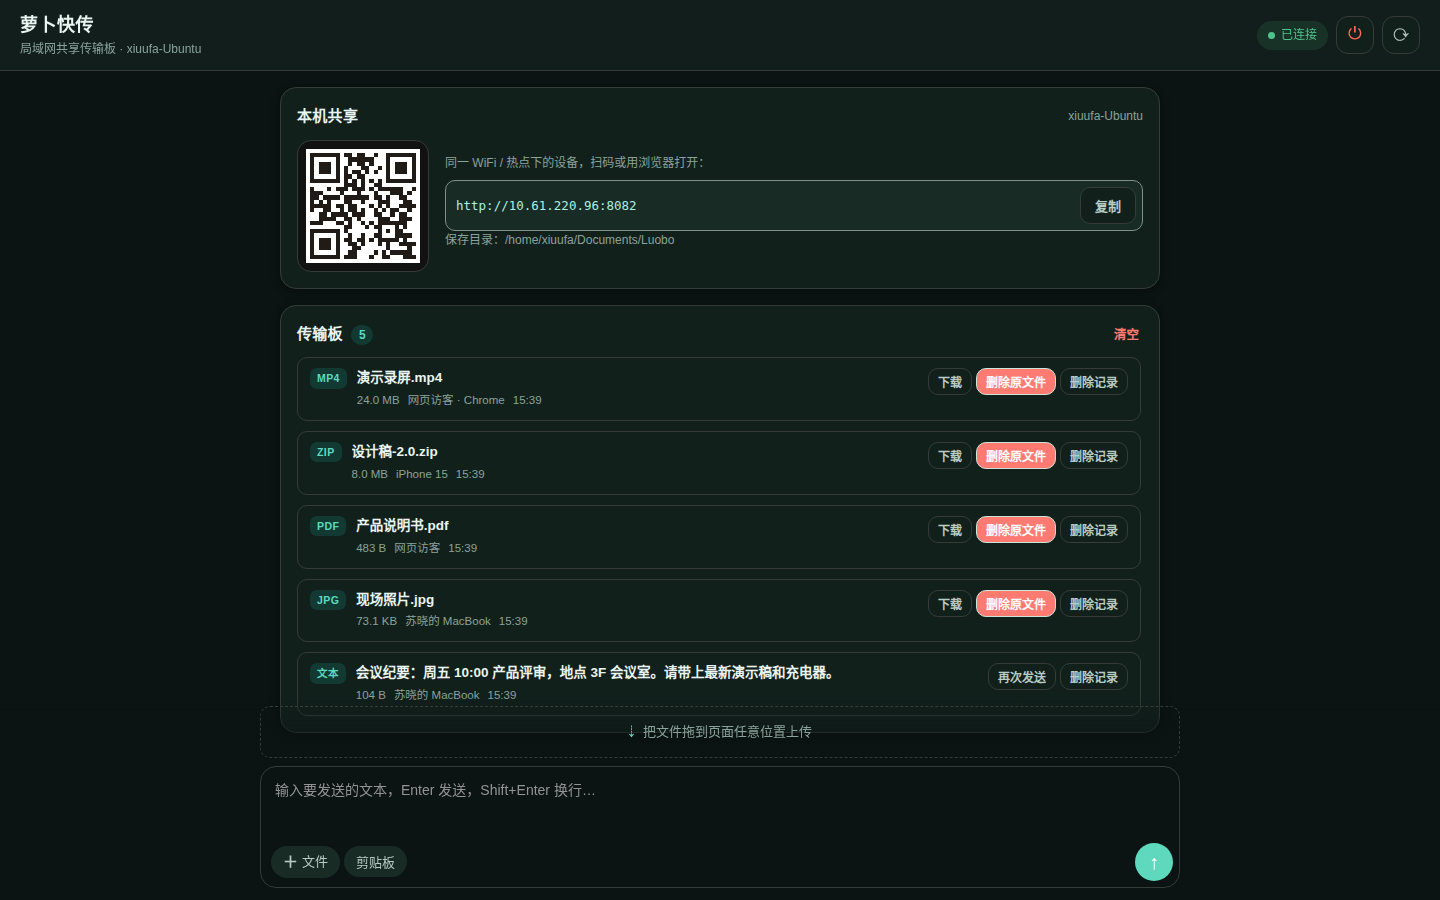 萝卜快传
局域网共享传输板 · xiuufa-Ubuntu
已连接
本机共享
xiuufa-Ubuntu
同一 WiFi / 热点下的设备，扫码或用浏览器打开：
http://10.61.220.96:8082
复制
保存目录：/home/xiuufa/Documents/Luobo
传输板 5
清空
MP4 演示录屏.mp4
下载 删除原文件 删除记录
24.0 MB 网页访客 · Chrome 15:39
ZIP 设计稿-2.0.zip
下载 删除原文件 删除记录
8.0 MB iPhone 15 15:39
PDF 产品说明书.pdf
下载 删除原文件 删除记录
483 B 网页访客 15:39
JPG 现场照片.jpg
下载 删除原文件 删除记录
73.1 KB 苏晓的 MacBook 15:39
文本 会议纪要：周五 10:00 产品评审，地点 3F 会议室。请带上最新演示稿和充电器。
再次发送 删除记录
104 B 苏晓的 MacBook 15:39
↓ 把文件拖到页面任意位置上传
输入要发送的文本，Enter 发送，Shift+Enter 换行…
＋ 文件 剪贴板
↑